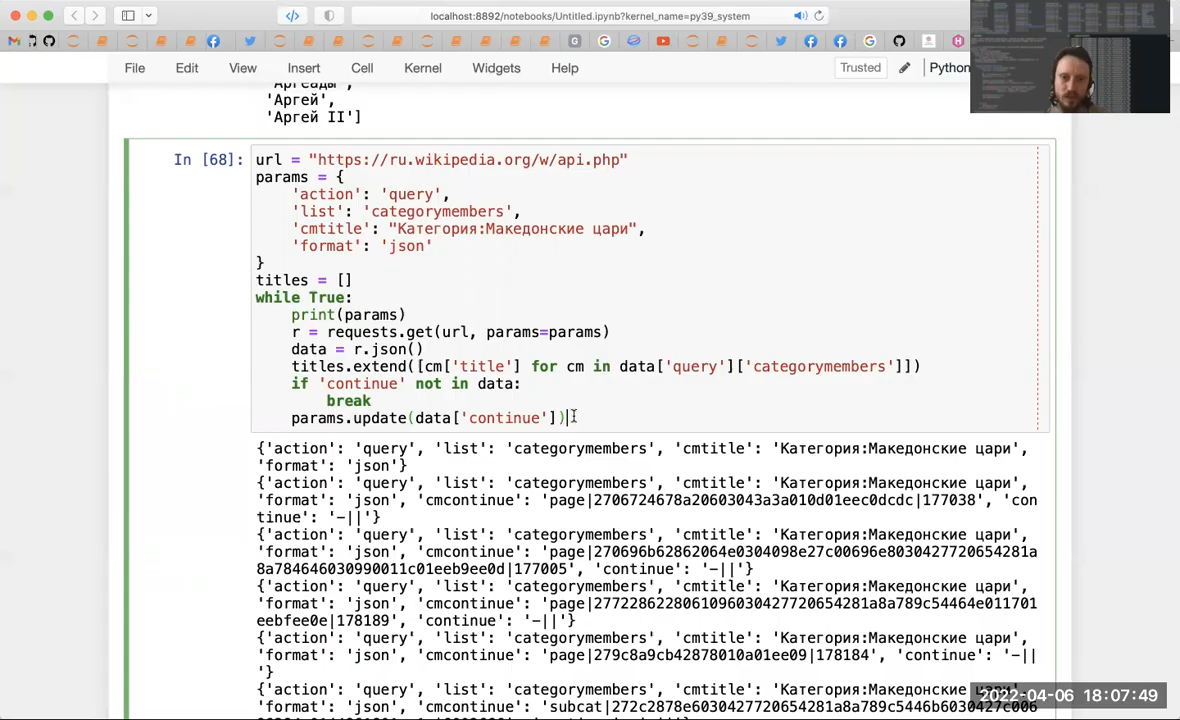 localhost:8892/notebooks/Untitled.ipynb?kernel_name=py39_system
File Edit View Insert Cell Kernel Widgets Help Trusted Python
'Аргеады',
'Аргей',
'Аргей II']
In [68]: url = "https://ru.wikipedia.org/w/api.php"
params = {
'action': 'query',
'list': 'categorymembers',
'cmtitle': "Категория:Македонские цари",
'format': 'json'
}
titles = []
while True:
print(params)
r = requests.get(url, params=params)
data = r.json()
titles.extend([cm['title'] for cm in data['query']['categorymembers']])
if 'continue' not in data:
break
params.update(data['continue'])
{'action': 'query', 'list': 'categorymembers', 'cmtitle': 'Категория:Македонские цари',
'format': 'json'}
{'action': 'query', 'list': 'categorymembers', 'cmtitle': 'Категория:Македонские цари',
'format': 'json', 'cmcontinue': 'page|2706724678a20603043a3a010d01eec0dcdc|177038', 'con
tinue': '-||'}
{'action': 'query', 'list': 'categorymembers', 'cmtitle': 'Категория:Македонские цари',
'format': 'json', 'cmcontinue': 'page|270696b62862064e0304098e27c00696e8030427720654281a
8a784646030990011c01eeb9ee0d|177005', 'continue': '-||'}
{'action': 'query', 'list': 'categorymembers', 'cmtitle': 'Категория:Македонские цари',
'format': 'json', 'cmcontinue': 'page|2772286228061096030427720654281a8a789c54464e011701
eebfee0e|178189', 'continue': '-||'}
{'action': 'query', 'list': 'categorymembers', 'cmtitle': 'Категория:Македонские цари',
'format': 'json', 'cmcontinue': 'page|279c8a9cb42878010a01ee09|178184', 'continue': '-||
'}
{'action': 'query', 'list': 'categorymembers', 'cmtitle': 'Категория:Македонские цари',
'format': 'json', 'cmcontinue': 'subcat|272c2878e6030427720654281a8a789c5446b6030427c006
2022-04-06 18:07:49